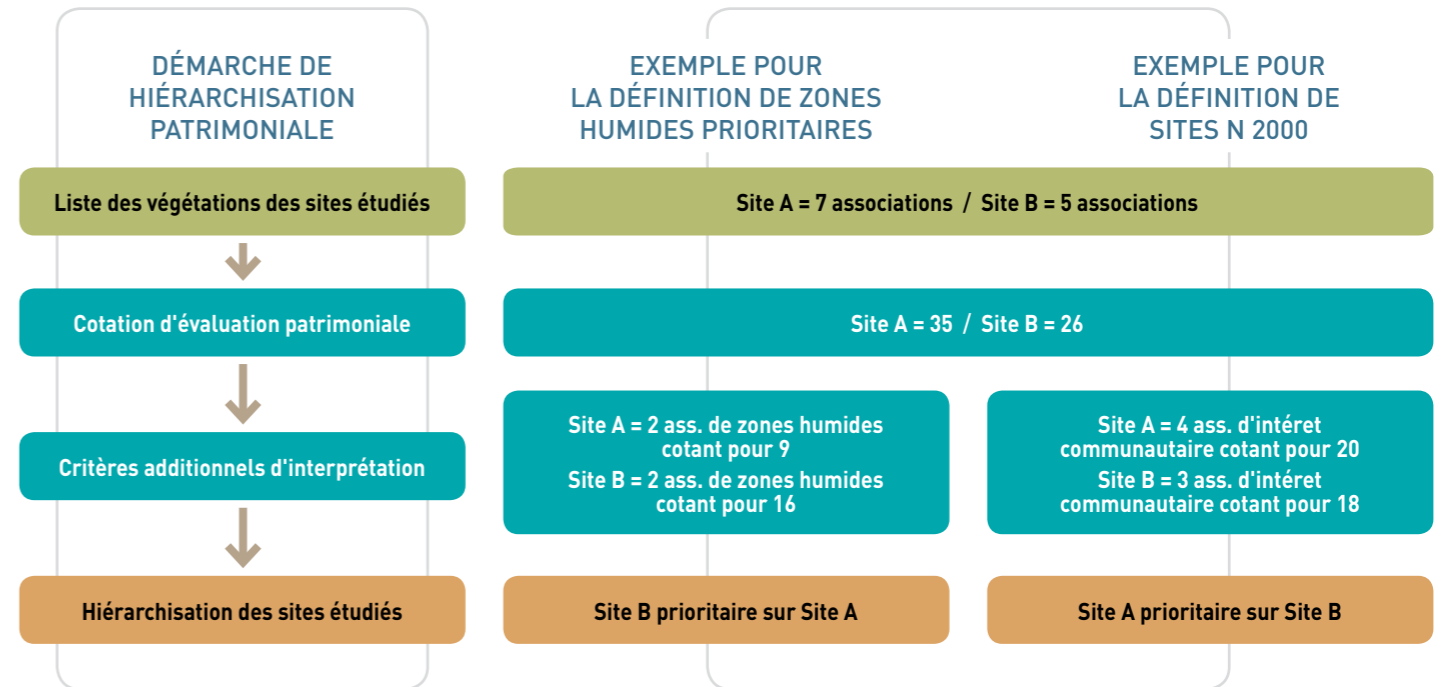 DÉMARCHE DE
HIÉRARCHISATION
PATRIMONIALE
EXEMPLE POUR
LA DÉFINITION DE ZONES
HUMIDES PRIORITAIRES
EXEMPLE POUR
LA DÉFINITION DE
SITES N 2000
Liste des végétations des sites étudiés
Site A = 7 associations / Site B = 5 associations
Cotation d'évaluation patrimoniale
Site A = 35 / Site B = 26
Critères additionnels d'interprétation
Site A = 2 ass. de zones humides
cotant pour 9
Site B = 2 ass. de zones humides
cotant pour 16
Site A = 4 ass. d'intéret
communautaire cotant pour 20
Site B = 3 ass. d'intéret
communautaire cotant pour 18
Hiérarchisation des sites étudiés
Site B prioritaire sur Site A
Site A prioritaire sur Site B